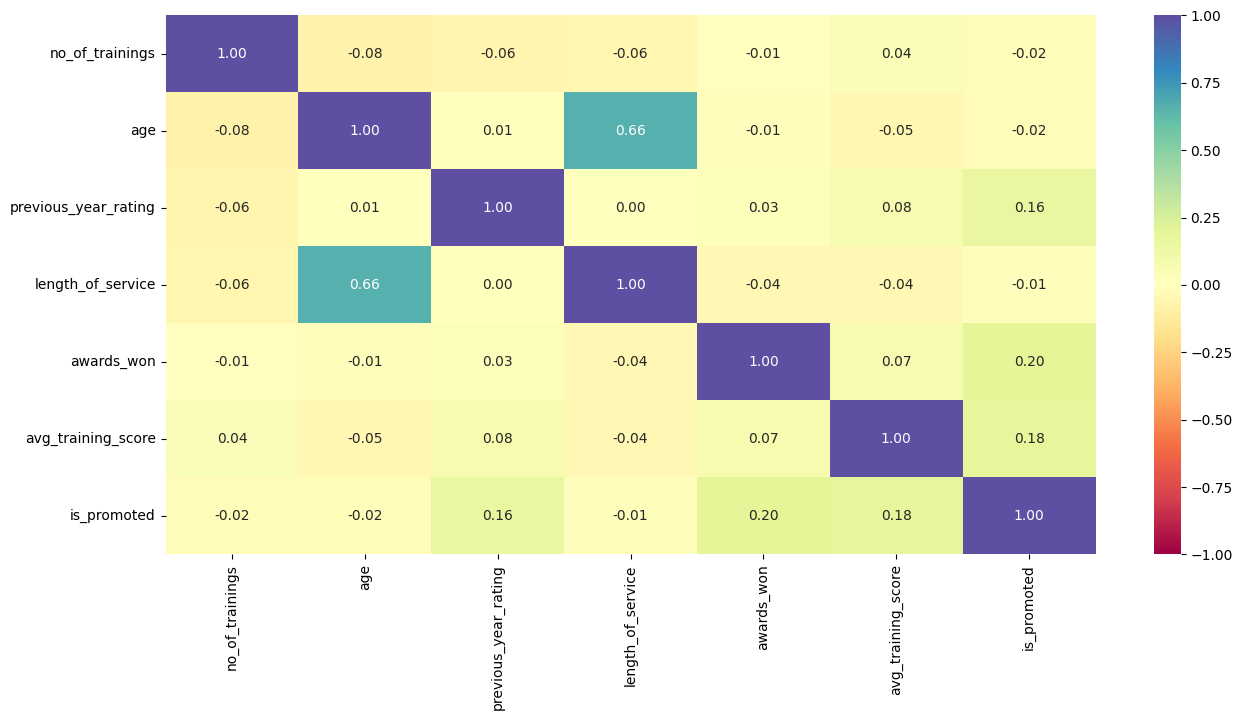 no_of_trainings 1.00 -0.08 -0.06 -0.06 -0.01 0.04 -0.02
age -0.08 1.00 0.01 0.66 -0.01 -0.05 -0.02
previous_year_rating -0.06 0.01 1.00 0.00 0.03 0.08 0.16
length_of_service -0.06 0.66 0.00 1.00 -0.04 -0.04 -0.01
awards_won -0.01 -0.01 0.03 -0.04 1.00 0.07 0.20
avg_training_score 0.04 -0.05 0.08 -0.04 0.07 1.00 0.18
is_promoted -0.02 -0.02 0.16 -0.01 0.20 0.18 1.00
no_of_trainings
age
previous_year_rating
length_of_service
awards_won
avg_training_score
is_promoted
1.00
0.75
0.50
0.25
0.00
−0.25
−0.50
−0.75
−1.00